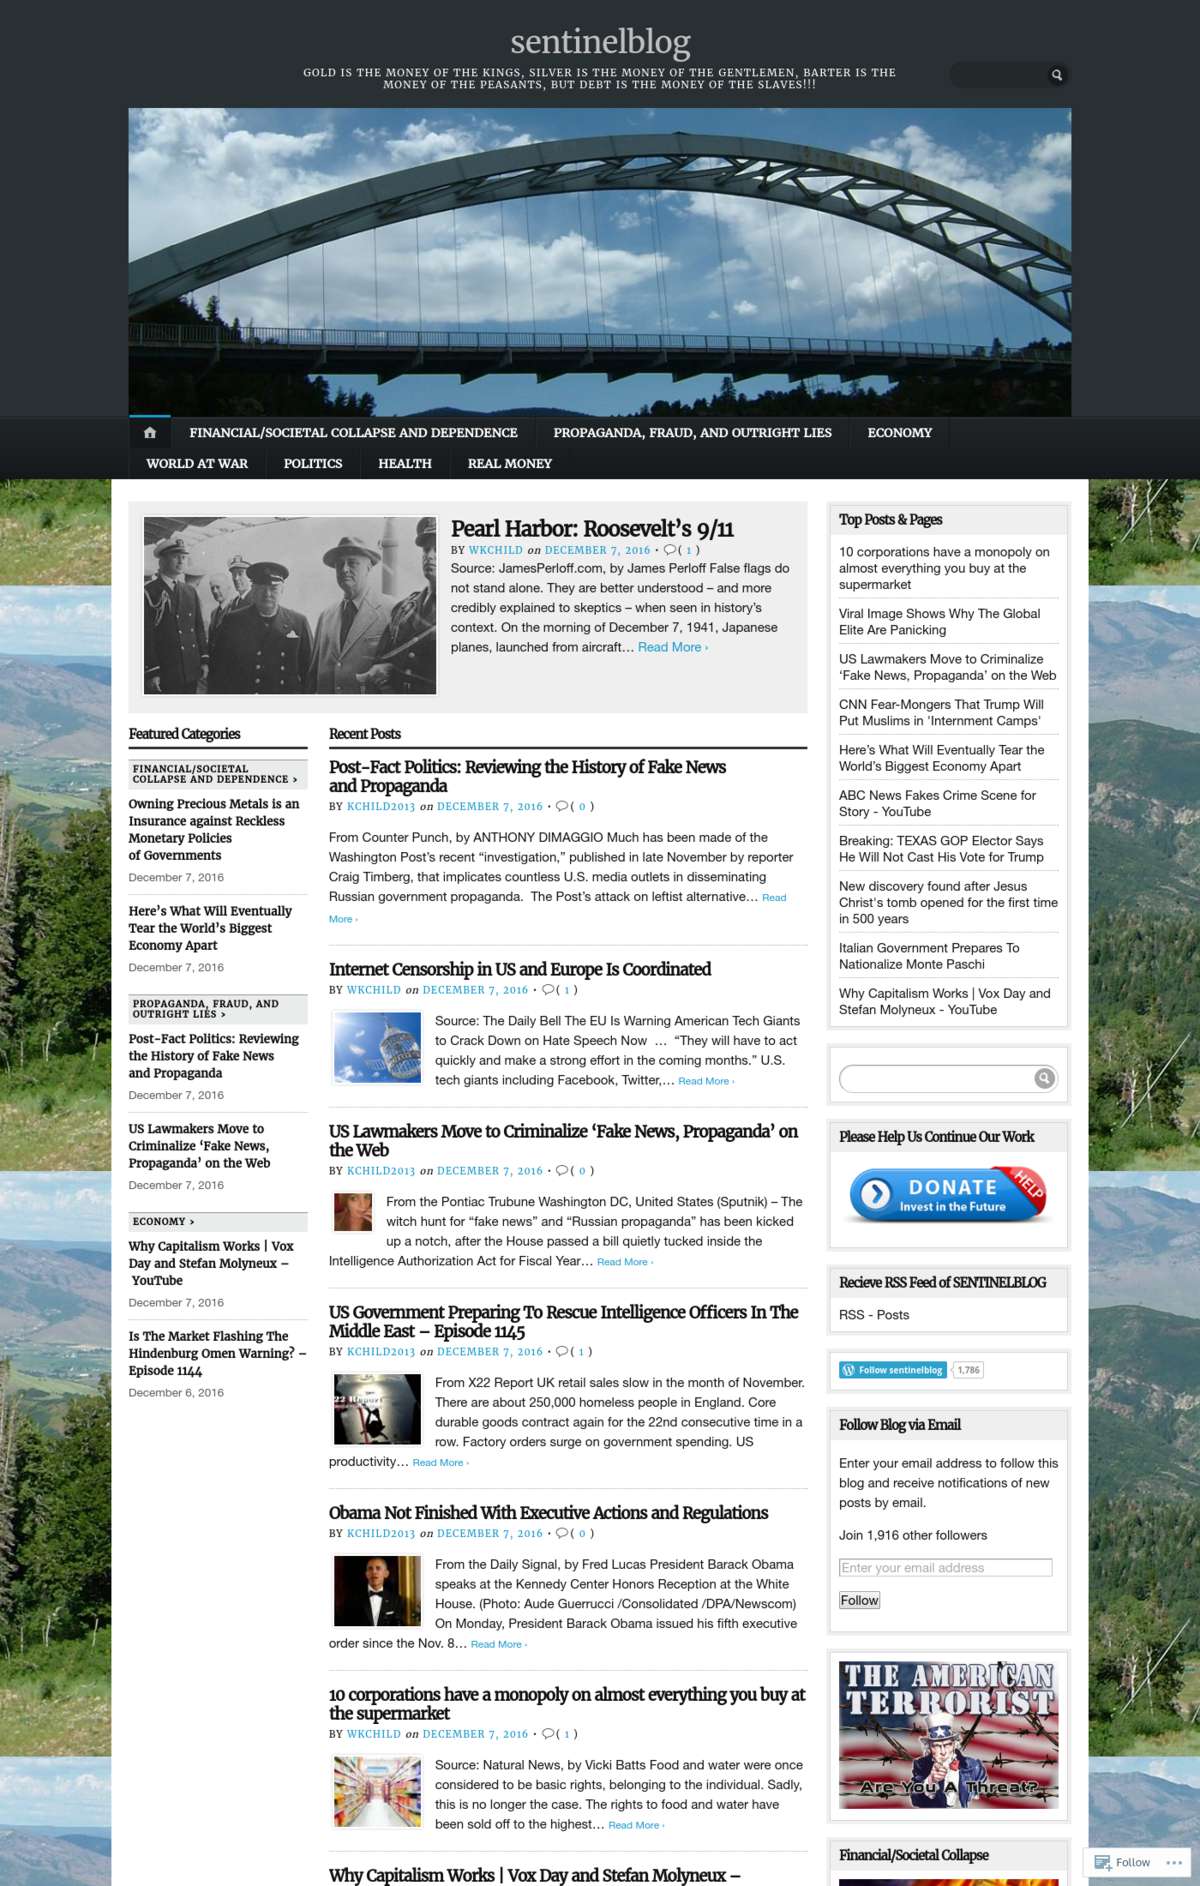 sentinelblog
GOLD IS THE MONEY OF THE KINGS, SILVER IS THE MONEY OF THE GENTLEMEN, BARTER IS THE
MONEY OF THE PEASANTS, BUT DEBT IS THE MONEY OF THE SLAVES!!!
FINANCIAL/SOCIETAL COLLAPSE AND DEPENDENCE
PROPAGANDA, FRAUD, AND OUTRIGHT LIES
ECONOMY
WORLD AT WAR
POLITICS
HEALTH
REAL MONEY
Pearl Harbor: Roosevelt’s 9/11
BY WKCHILD on DECEMBER 7, 2016 • ( 1 )
Source: JamesPerloff.com, by James Perloff False flags do
not stand alone. They are better understood – and more
credibly explained to skeptics – when seen in history’s
context. On the morning of December 7, 1941, Japanese
planes, launched from aircraft… Read More ›
Featured Categories
FINANCIAL/SOCIETAL
COLLAPSE AND DEPENDENCE ›
Owning Precious Metals is an
Insurance against Reckless
Monetary Policies
of Governments
December 7, 2016
Here’s What Will Eventually
Tear the World’s Biggest
Economy Apart
December 7, 2016
PROPAGANDA, FRAUD, AND
OUTRIGHT LIES ›
Post-Fact Politics: Reviewing
the History of Fake News
and Propaganda
December 7, 2016
US Lawmakers Move to
Criminalize ‘Fake News,
Propaganda’ on the Web
December 7, 2016
ECONOMY ›
Why Capitalism Works | Vox
Day and Stefan Molyneux –
YouTube
December 7, 2016
Is The Market Flashing The
Hindenburg Omen Warning? –
Episode 1144
December 6, 2016
Recent Posts
Post-Fact Politics: Reviewing the History of Fake News
and Propaganda
BY KCHILD2013 on DECEMBER 7, 2016 • ( 0 )
From Counter Punch, by ANTHONY DIMAGGIO Much has been made of the
Washington Post’s recent “investigation,” published in late November by reporter
Craig Timberg, that implicates countless U.S. media outlets in disseminating
Russian government propaganda.  The Post’s attack on leftist alternative… Read
More ›
Internet Censorship in US and Europe Is Coordinated
BY WKCHILD on DECEMBER 7, 2016 • ( 1 )
Source: The Daily Bell The EU Is Warning American Tech Giants
to Crack Down on Hate Speech Now  …  “They will have to act
quickly and make a strong effort in the coming months.” U.S.
tech giants including Facebook, Twitter,… Read More ›
US Lawmakers Move to Criminalize ‘Fake News, Propaganda’ on
the Web
BY KCHILD2013 on DECEMBER 7, 2016 • ( 0 )
From the Pontiac Trubune Washington DC, United States (Sputnik) – The
witch hunt for “fake news” and “Russian propaganda” has been kicked
up a notch, after the House passed a bill quietly tucked inside the
Intelligence Authorization Act for Fiscal Year… Read More ›
US Government Preparing To Rescue Intelligence Officers In The
Middle East – Episode 1145
BY KCHILD2013 on DECEMBER 7, 2016 • ( 1 )
22 Report
From X22 Report UK retail sales slow in the month of November.
There are about 250,000 homeless people in England. Core
durable goods contract again for the 22nd consecutive time in a
row. Factory orders surge on government spending. US
productivity… Read More ›
Obama Not Finished With Executive Actions and Regulations
BY KCHILD2013 on DECEMBER 7, 2016 • ( 0 )
From the Daily Signal, by Fred Lucas President Barack Obama
speaks at the Kennedy Center Honors Reception at the White
House. (Photo: Aude Guerrucci /Consolidated /DPA/Newscom)
On Monday, President Barack Obama issued his fifth executive
order since the Nov. 8… Read More ›
10 corporations have a monopoly on almost everything you buy at
the supermarket
BY WKCHILD on DECEMBER 7, 2016 • ( 1 )
Source: Natural News, by Vicki Batts Food and water were once
considered to be basic rights, belonging to the individual. Sadly,
this is no longer the case. The rights to food and water have
been sold off to the highest… Read More ›
Why Capitalism Works | Vox Day and Stefan Molyneux –
Top Posts & Pages
10 corporations have a monopoly on
almost everything you buy at the
supermarket
Viral Image Shows Why The Global
Elite Are Panicking
US Lawmakers Move to Criminalize
‘Fake News, Propaganda’ on the Web
CNN Fear-Mongers That Trump Will
Put Muslims in 'Internment Camps'
Here’s What Will Eventually Tear the
World’s Biggest Economy Apart
ABC News Fakes Crime Scene for
Story - YouTube
Breaking: TEXAS GOP Elector Says
He Will Not Cast His Vote for Trump
New discovery found after Jesus
Christ's tomb opened for the first time
in 500 years
Italian Government Prepares To
Nationalize Monte Paschi
Why Capitalism Works | Vox Day and
Stefan Molyneux - YouTube
Please Help Us Continue Our Work
DONATE
Invest in the Future
HELP
Recieve RSS Feed of SENTINELBLOG
RSS - Posts
Follow sentinelblog
1,786
Follow Blog via Email
Enter your email address to follow this
blog and receive notifications of new
posts by email.
Join 1,916 other followers
Enter your email address
Follow
THE AMERICAN
TERRORIST
Are You A Threat?
Financial/Societal Collapse
Follow